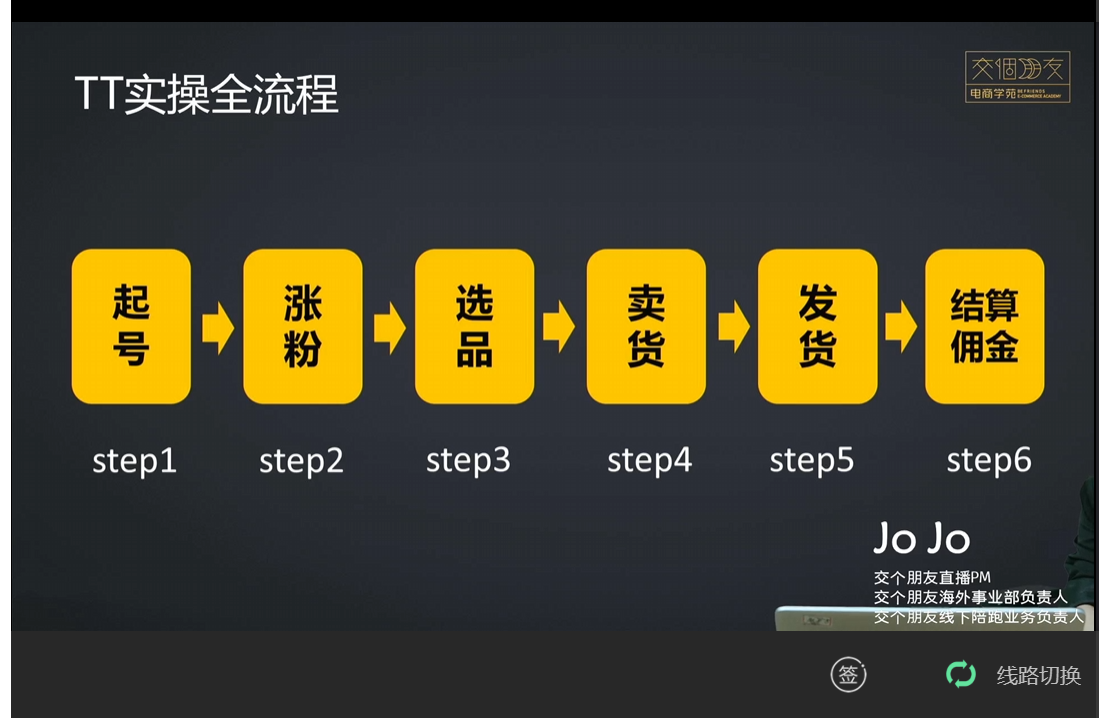 TT实操全流程
交個朋友
电商学苑 BE FRIENDS E-COMMERCE ACADEMY
起号
涨粉
选品
卖货
发货
结算佣金
step1
step2
step3
step4
step5
step6
Jo Jo
交个朋友直播PM
交个朋友海外事业部负责人
交个朋友线下陪跑业务负责人
签
线路切换